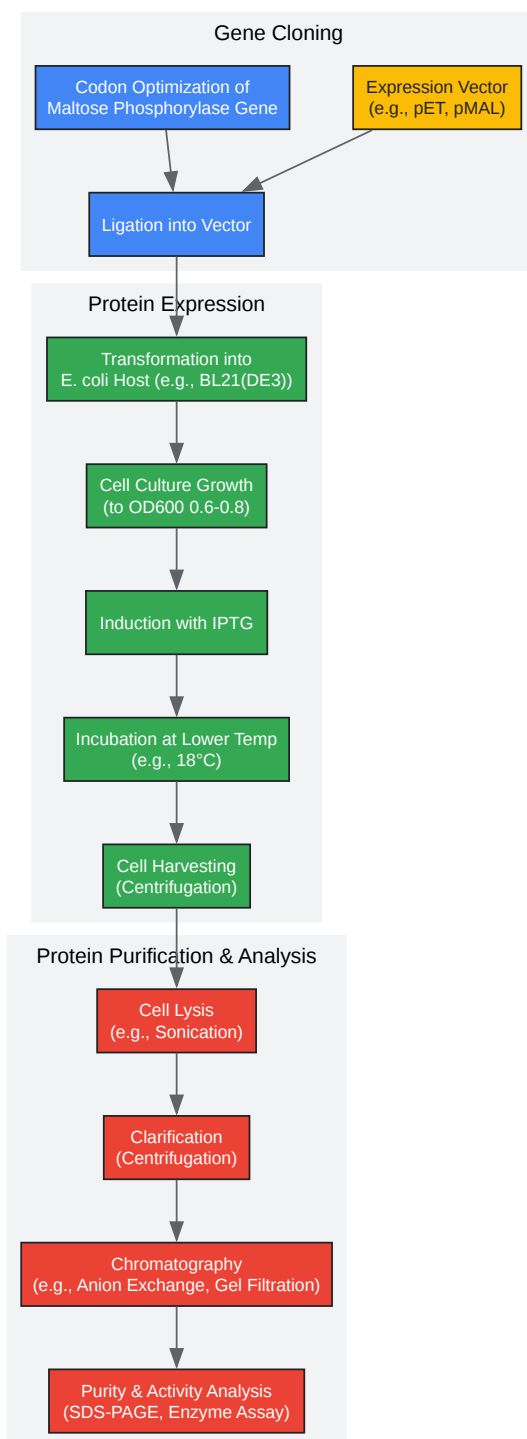 Gene Cloning
Codon Optimization of
Maltose Phosphorylase Gene
Expression Vector
(e.g., pET, pMAL)
Ligation into Vector
Protein Expression
Transformation into
E. coli Host (e.g., BL21(DE3))
Cell Culture Growth
(to OD600 0.6-0.8)
Induction with IPTG
Incubation at Lower Temp
(e.g., 18°C)
Cell Harvesting
(Centrifugation)
Protein Purification & Analysis
Cell Lysis
(e.g., Sonication)
Clarification
(Centrifugation)
Chromatography
(e.g., Anion Exchange, Gel Filtration)
Purity & Activity Analysis
(SDS-PAGE, Enzyme Assay)